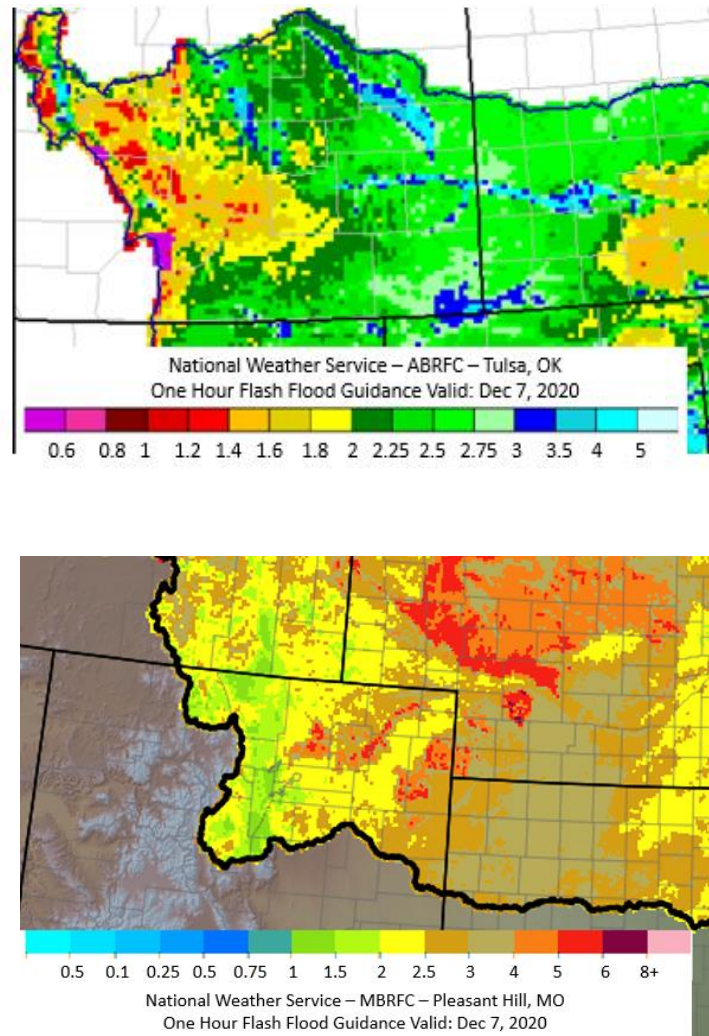 National Weather Service – ABRFC – Tulsa, OK
One Hour Flash Flood Guidance Valid: Dec 7, 2020
0.6 0.8 1 1.2 1.4 1.6 1.8 2 2.25 2.5 2.75 3 3.5 4 5
0.5 0.1 0.25 0.5 0.75 1 1.5 2 2.5 3 4 5 6 8+
National Weather Service – MBRFC – Pleasant Hill, MO
One Hour Flash Flood Guidance Valid: Dec 7, 2020